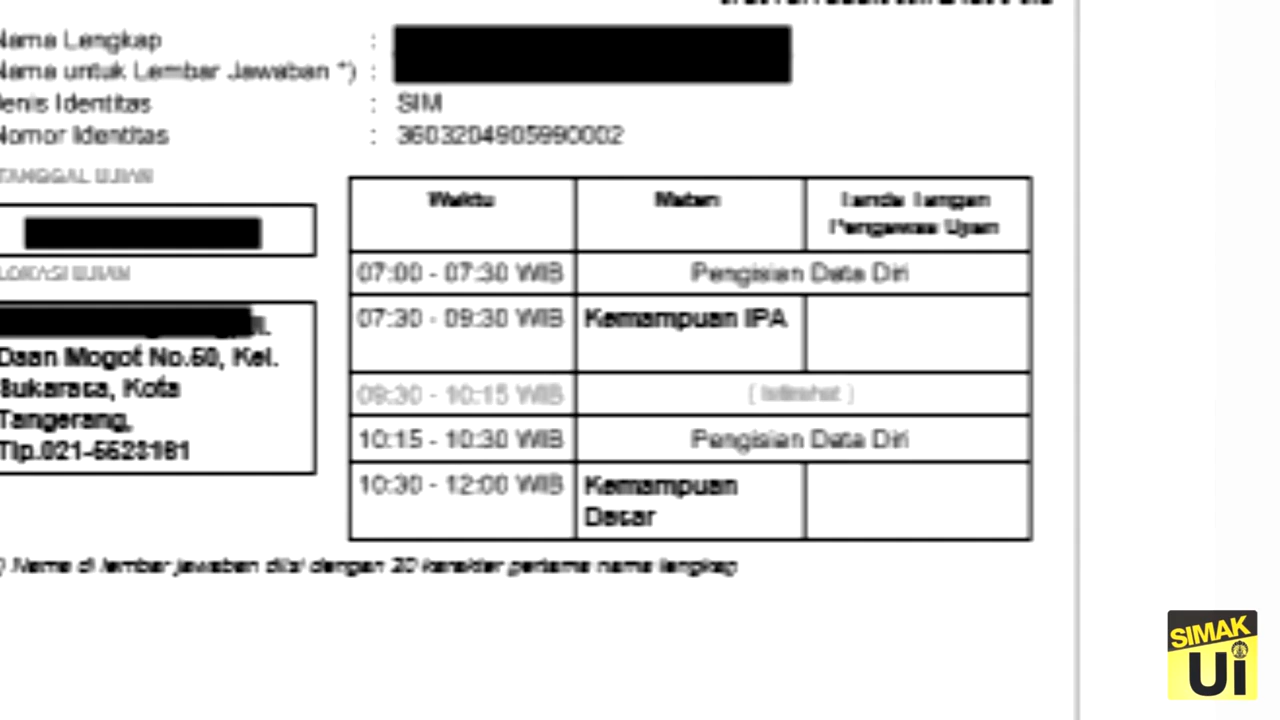 Nama Lengkap :
Nama untuk Lembar Jawaban *) :
Jenis Identitas : SIM
Nomor Identitas : 3603204905990002
TANGGAL UJIAN
Waktu Materi Tanda Tangan
Pengawas Ujian
LOKASI UJIAN
07:00 - 07:30 WIB Pengisian Data Diri
07:30 - 09:30 WIB Kemampuan IPA
Daan Mogot No.50, Kel.
Sukarasa, Kota
Tangerang,
Tlp.021-5523181
09:30 - 10:15 WIB ( Istirahat )
10:15 - 10:30 WIB Pengisian Data Diri
10:30 - 12:00 WIB Kemampuan
Dasar
*) Nama di lembar jawaban diisi dengan 20 karakter pertama nama lengkap
SIMAK
Ui